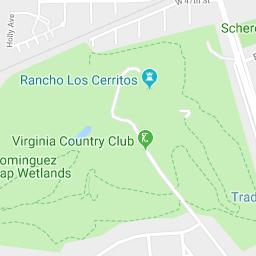 W 47th St
Holly Ave
Scher
Rancho Los Cerritos
Virginia Country Club
ominguez
ap Wetlands
Trad